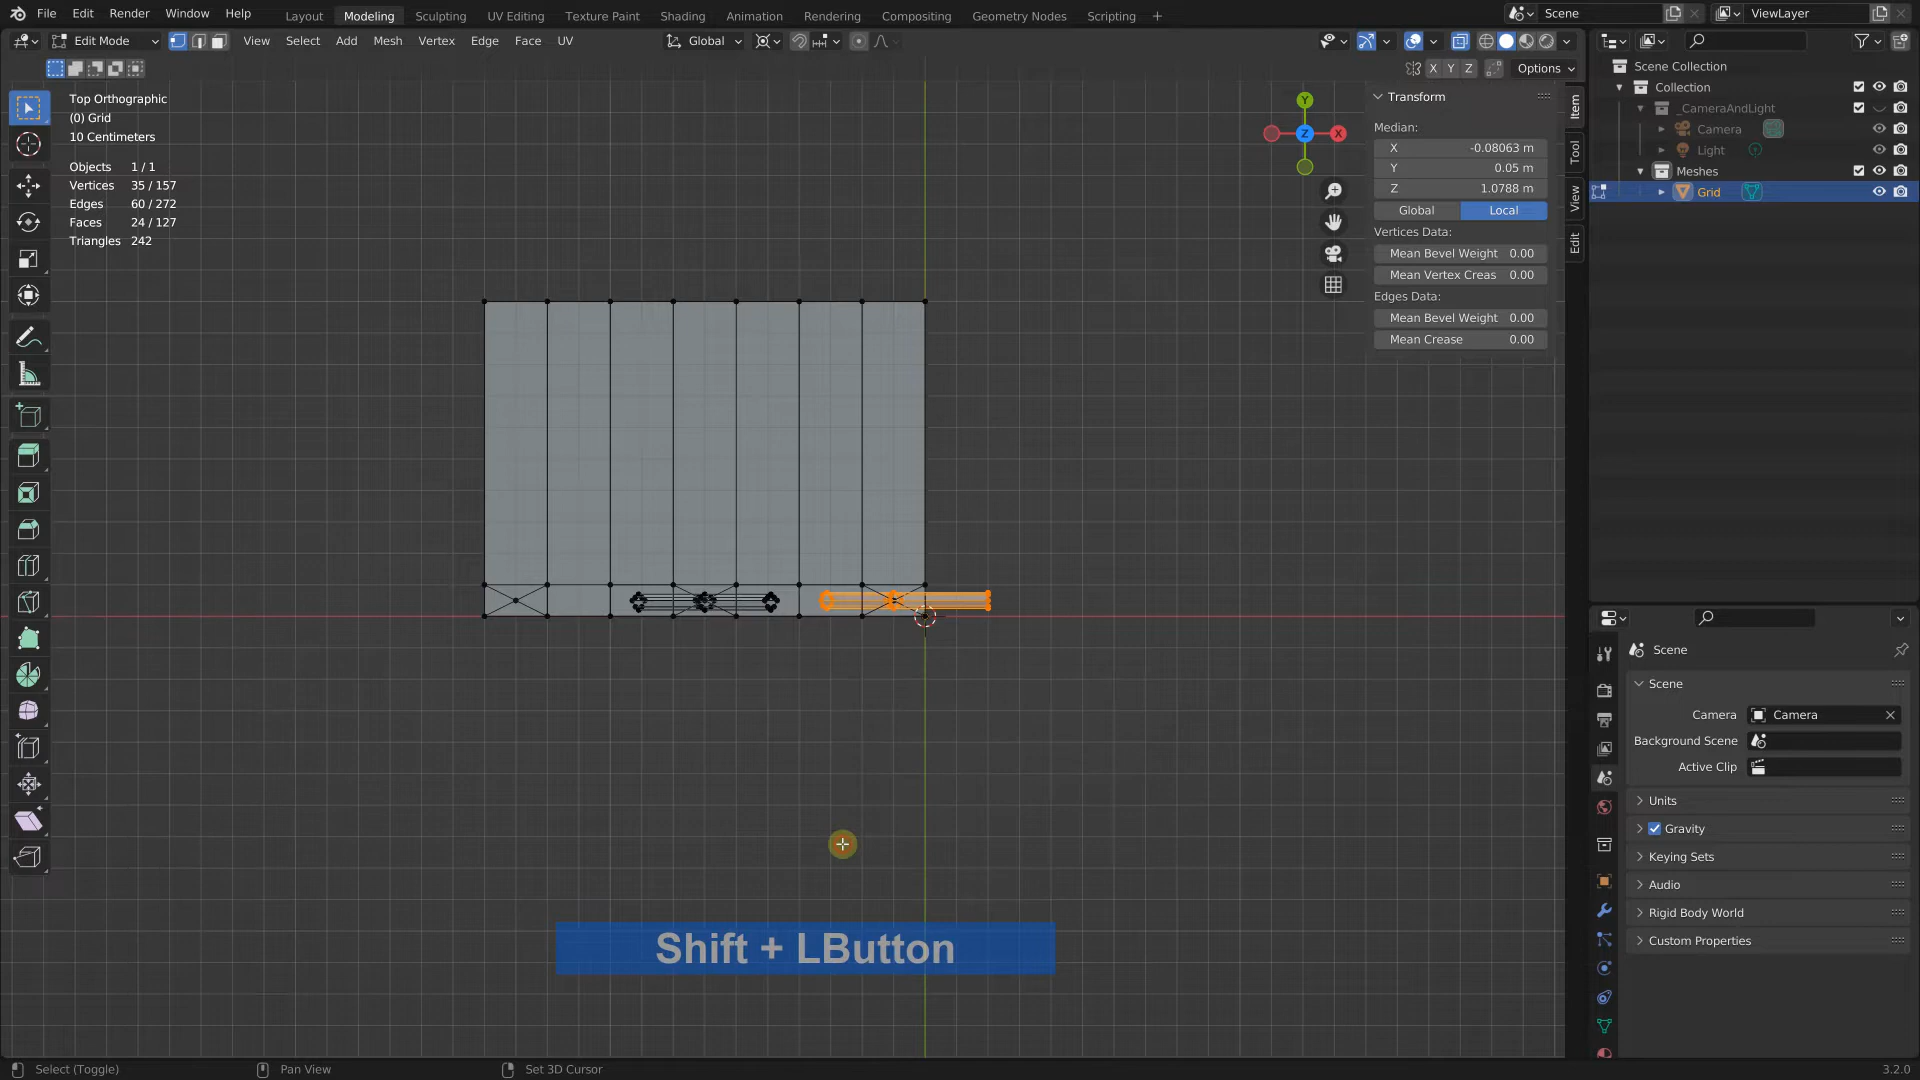 File Edit Render Window Help Layout Modeling Sculpting UV Editing Texture Paint Shading Animation Rendering Compositing Geometry Nodes Scripting + Scene ViewLayer
Edit Mode View Select Add Mesh Vertex Edge Face UV Global
X Y Z Options
Top Orthographic
(0) Grid
10 Centimeters
Objects 1 / 1
Vertices 35 / 157
Edges 60 / 272
Faces 24 / 127
Triangles 242
Y
Z
X
Transform
Median:
X -0.08063 m
Y 0.05 m
Z 1.0788 m
Global Local
Vertices Data:
Mean Bevel Weight 0.00
Mean Vertex Creas 0.00
Edges Data:
Mean Bevel Weight 0.00
Mean Crease 0.00
Item
Tool
View
Edit
Scene Collection
Collection
_CameraAndLight
Camera
Light
Meshes
Grid
Scene
Scene
Camera Camera
Background Scene
Active Clip
Units
Gravity
Keying Sets
Audio
Rigid Body World
Custom Properties
Shift + LButton
Select (Toggle) Pan View Set 3D Cursor 3.2.0